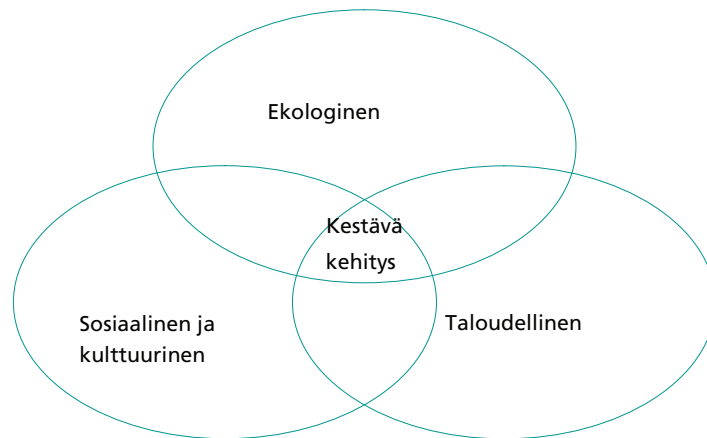 Ekologinen
Kestävä
kehitys
Sosiaalinen ja
kulttuurinen
Taloudellinen